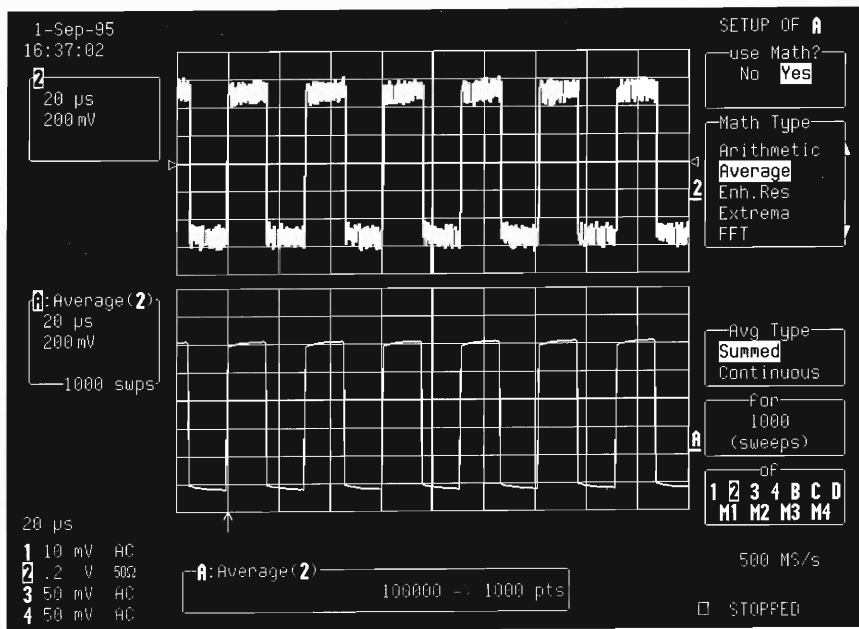 1-Sep-95
16:37:02
2
20 µs
200 mV
A:Average(2)
20 µs
200 mV
1000 swps
20 µs
1 10 mV AC
2 .2 V 50Ω
3 50 mV AC
4 50 mV AC
2
A
A:Average(2)
100000 -> 1000 pts
SETUP OF A
use Math?
No Yes
Math Type
Arithmetic
Average
Enh.Res
Extrema
FFT
Avg Type
Summed
Continuous
for
1000
(sweeps)
of
1 2 3 4 B C D
M1 M2 M3 M4
500 MS/s
STOPPED